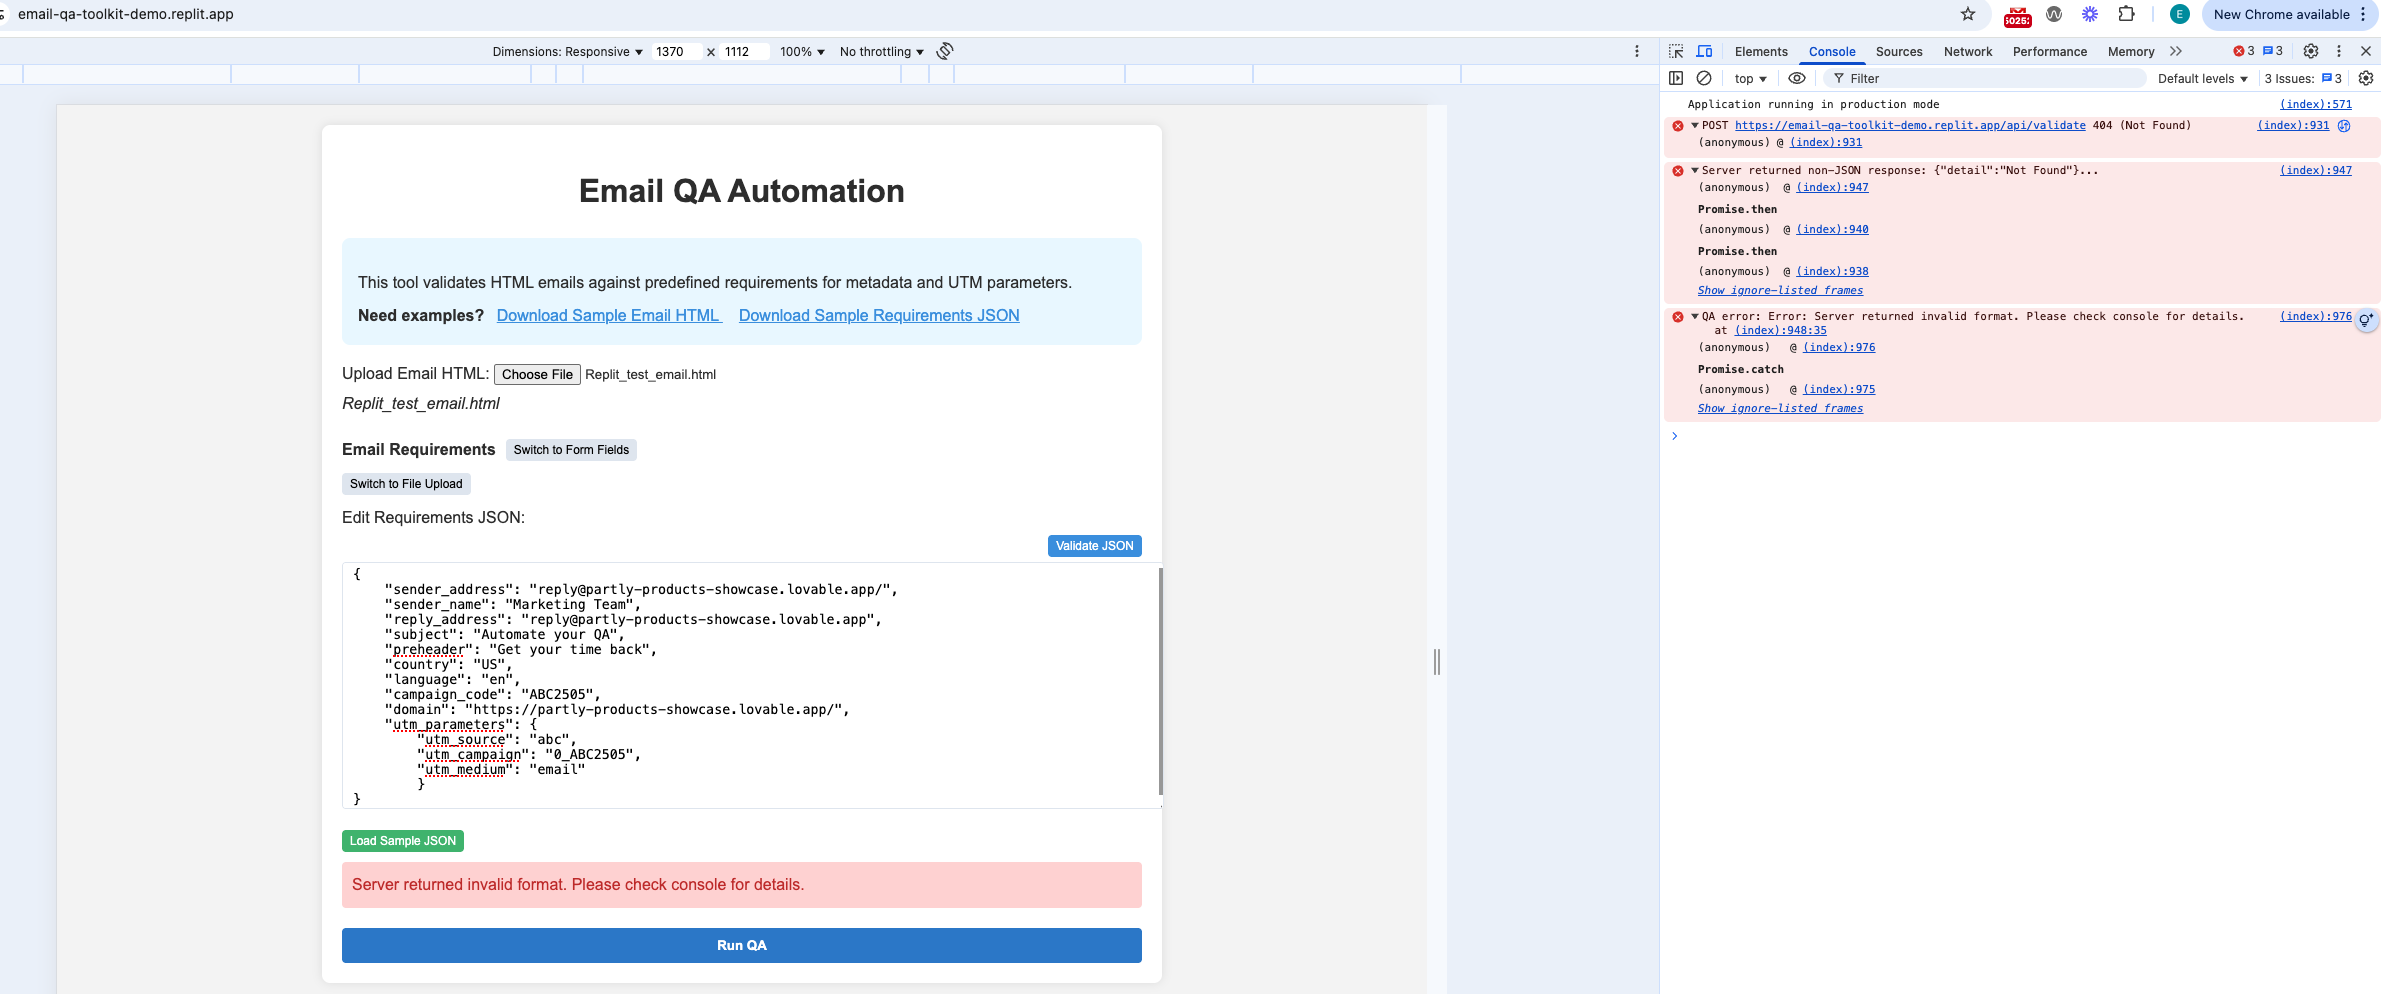 email-qa-toolkit-demo.replit.app
E
New Chrome available
Dimensions: Responsive
1370
x
1112
100%
No throttling
Elements
Console
Sources
Network
Performance
Memory
3
3
top
Filter
Default levels
3 Issues:
3
Email QA Automation
This tool validates HTML emails against predefined requirements for metadata and UTM parameters.
Need examples? Download Sample Email HTML Download Sample Requirements JSON
Upload Email HTML: Choose File Replit_test_email.html
Replit_test_email.html
Email Requirements Switch to Form Fields
Switch to File Upload
Edit Requirements JSON:
Validate JSON
{
"sender_address": "reply@partly-products-showcase.lovable.app/",
"sender_name": "Marketing Team",
"reply_address": "reply@partly-products-showcase.lovable.app",
"subject": "Automate your QA",
"preheader": "Get your time back",
"country": "US",
"language": "en",
"campaign_code": "ABC2505",
"domain": "https://partly-products-showcase.lovable.app/",
"utm_parameters": {
"utm_source": "abc",
"utm_campaign": "0_ABC2505",
"utm_medium": "email"
}
}
Load Sample JSON
Server returned invalid format. Please check console for details.
Run QA
Application running in production mode (index):571
POST https://email-qa-toolkit-demo.replit.app/api/validate 404 (Not Found) (index):931
(anonymous) @ (index):931
Server returned non-JSON response: {"detail":"Not Found"}... (index):947
(anonymous) @ (index):947
Promise.then
(anonymous) @ (index):940
Promise.then
(anonymous) @ (index):938
Show ignore-listed frames
QA error: Error: Server returned invalid format. Please check console for details. (index):976
at (index):948:35
(anonymous) @ (index):976
Promise.catch
(anonymous) @ (index):975
Show ignore-listed frames